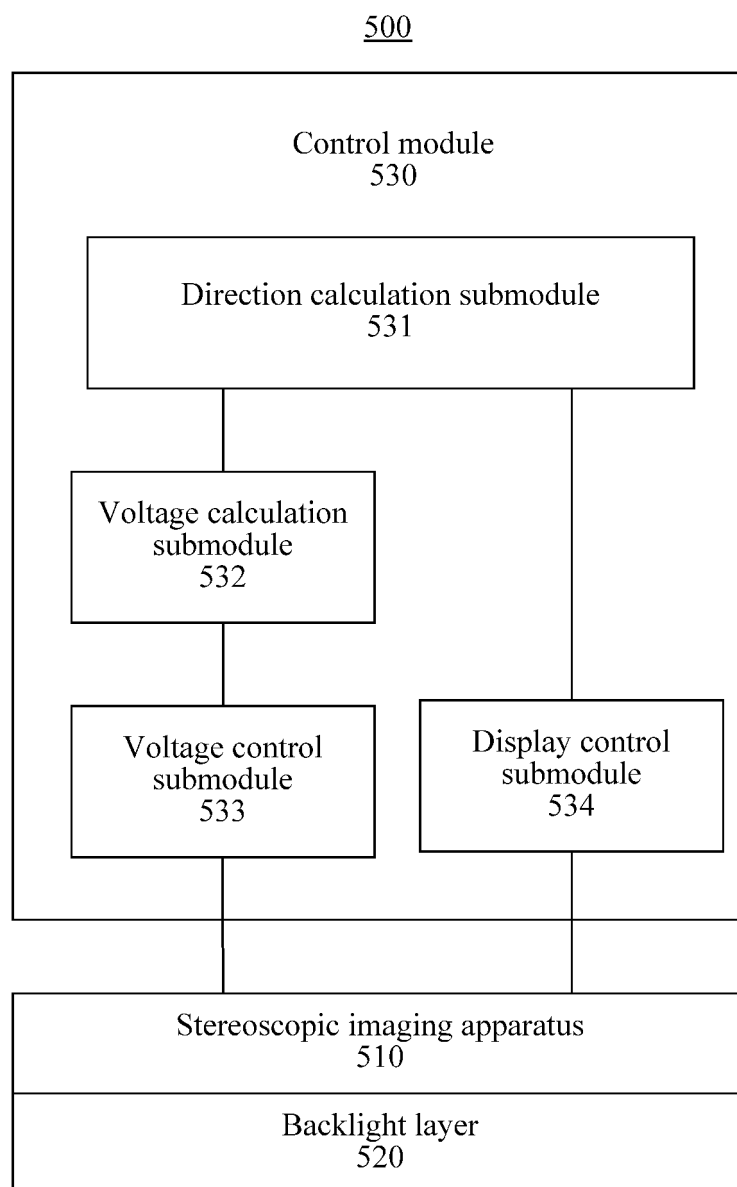 500
Control module
530
Direction calculation submodule
531
Voltage calculation
submodule
532
Voltage control
submodule
533
Display control
submodule
534
Stereoscopic imaging apparatus
510
Backlight layer
520